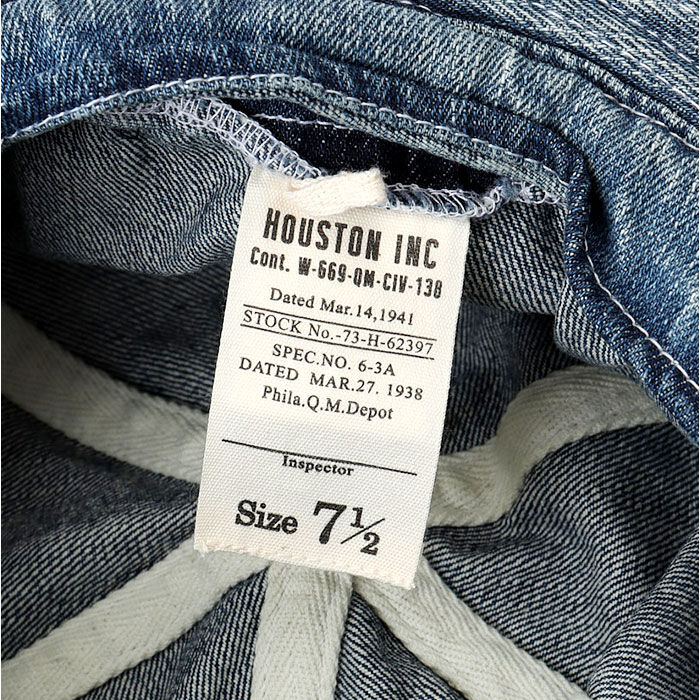 HOUSTON INC
Cont. W-669-QM-CIV-138
Dated Mar.14,1941
STOCK No.-73-H-62397
SPEC.NO. 6-3A
DATED MAR.27. 1938
Phila.Q.M.Depot
Inspector
Size 7½